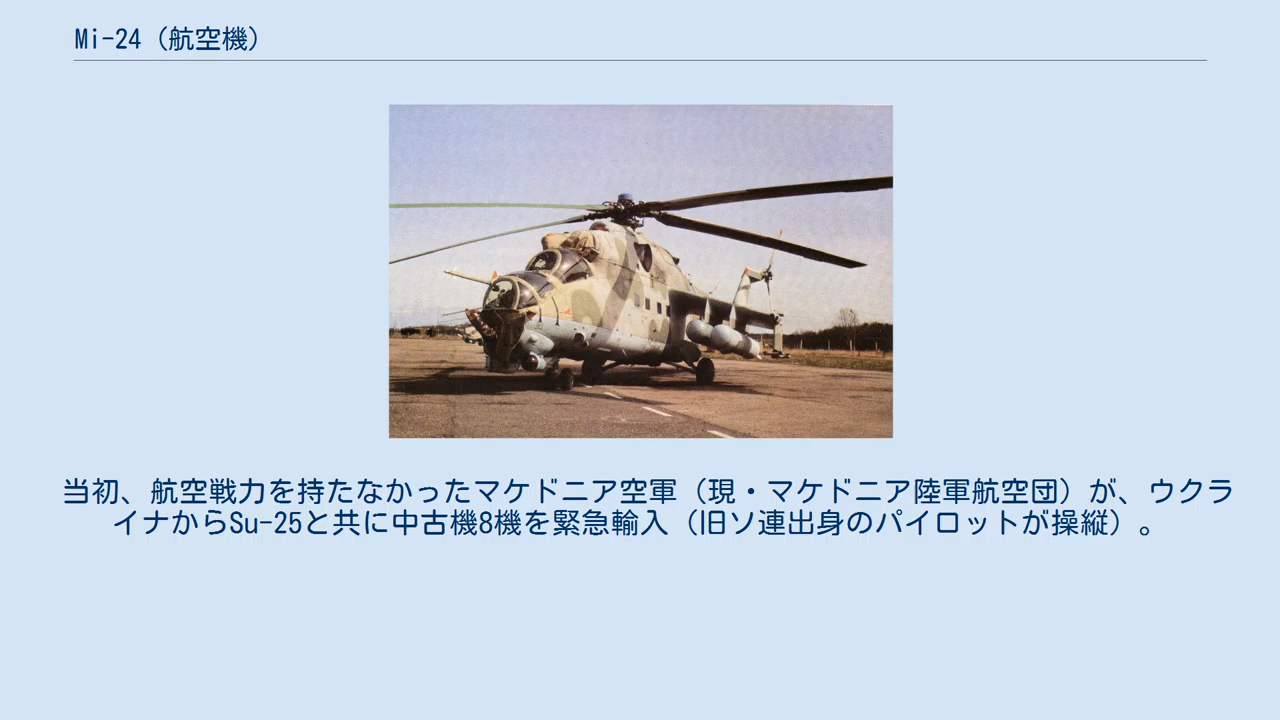 Mi-24（航空機）
当初、航空戦力を持たなかったマケドニア空軍（現・マケドニア陸軍航空団）が、ウクラ
イナからSu-25と共に中古機8機を緊急輸入（旧ソ連出身のパイロットが操縦）。